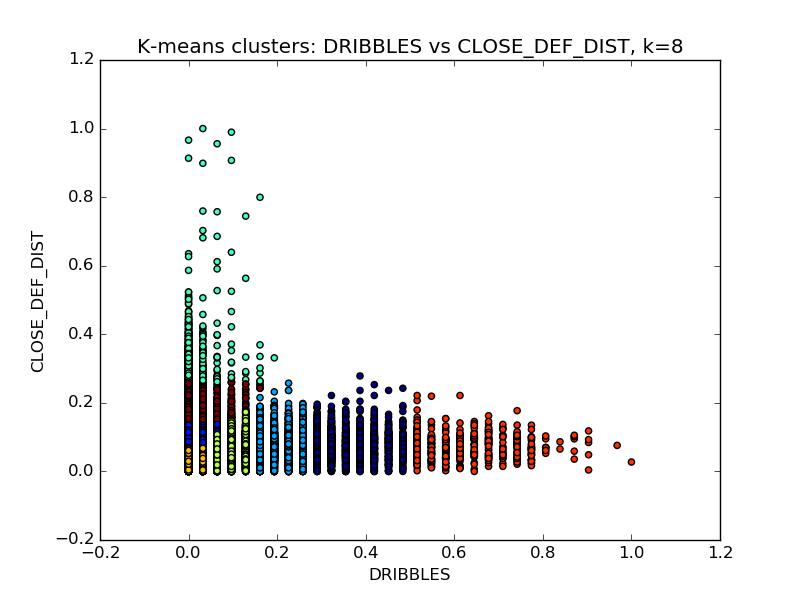 K-means clusters: DRIBBLES vs CLOSE_DEF_DIST, k=8
1.2
1.0
0.8
0.6
0.4
0.2
0.0
−0.2
CLOSE_DEF_DIST
−0.2 0.0 0.2 0.4 0.6 0.8 1.0 1.2
DRIBBLES